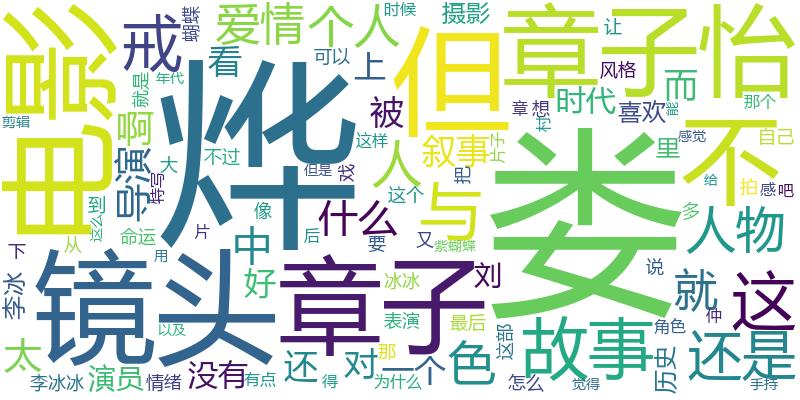 电影
戒
爱情
个人
摄影
时候
蝴蝶
但
章子怡
让
剪辑
就是
年代
看
可以
上
风格
而
那个
烨
啊
导演
特写
大
不过
被
这样
但是
戏
叙事
片子
时代
喜欢
章
想
村
能
感觉
不
自己
人
里
给
拍
感
吧
这么
到
像
什么
这个
把
与
娄
多
人物
下
从
命运
用
片
中
后
要
又
紫蝴蝶
说
李冰
镜头
章子
好
冰冰
刘
就
这
仲
角色
太
以及
表演
最后
那
这部
故事
还是
李冰冰
演员
情绪
没有
有点
还
得
对
为什么
一个
色
怎么
觉得
历史
手持